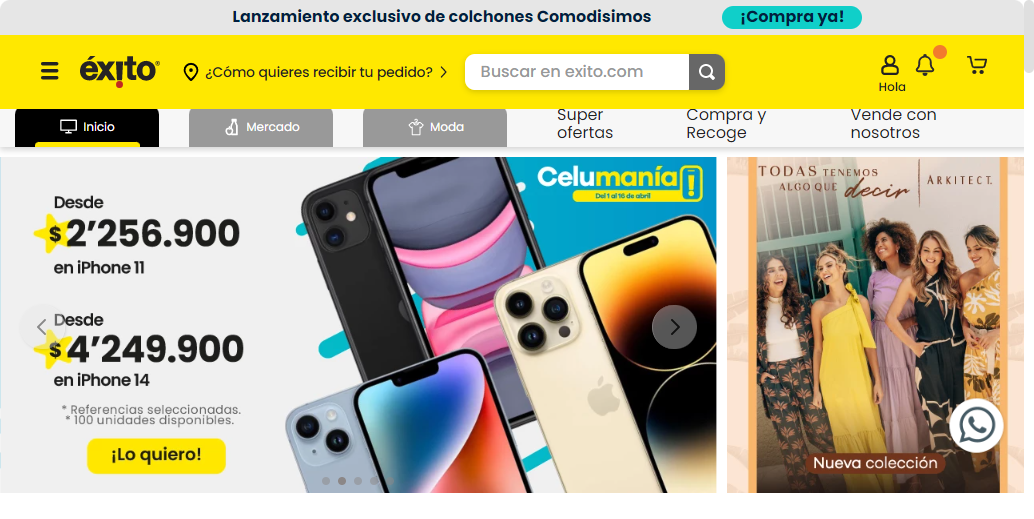 Lanzamiento exclusivo de colchones Comodisimos
¡Compra ya!
éxito
¿Cómo quieres recibir tu pedido?
Buscar en exito.com
Hola
Inicio
Mercado
Moda
Super
ofertas
Compra y
Recoge
Vende con
nosotros
Desde
$2’256.900
en iPhone 11
Desde
$4’249.900
en iPhone 14
* Referencias seleccionadas.
* 100 unidades disponibles.
¡Lo quiero!
Celumanía
Del 1 al 16 de abril
TODAS TENEMOS
ALGO QUE decir
ARKITECT.
Nueva colección